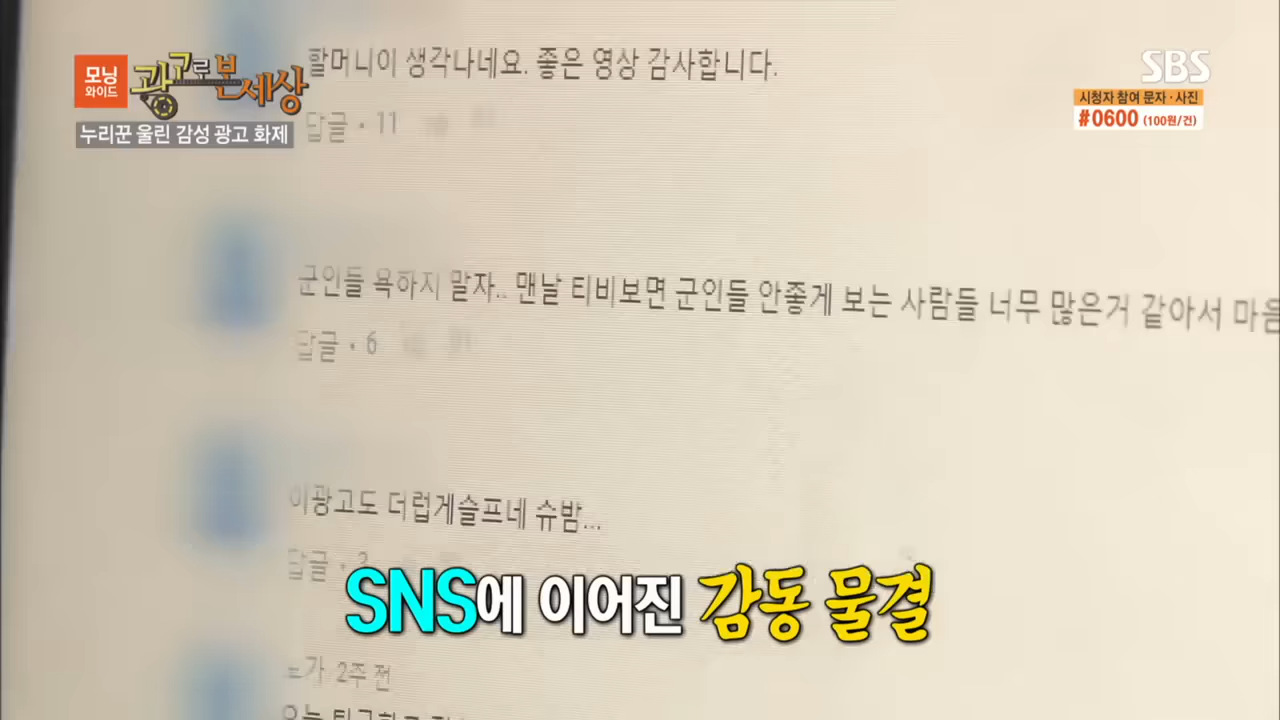 모닝
와이드
광고로 본 세상
누리꾼 울린 감성 광고 화제
SBS
시청자 참여 문자·사진
#0600 (100원/건)
할머니이 생각나네요. 좋은 영상 감사합니다.
답글 · 11
군인들 욕하지 말자.. 맨날 티비보면 군인들 안좋게 보는 사람들 너무 많은거 같아서 마음
답글 · 6
이광고도 더럽게슬프네 슈밤...
답글 · 3
SNS에 이어진 감동 물결
2주 전
오늘